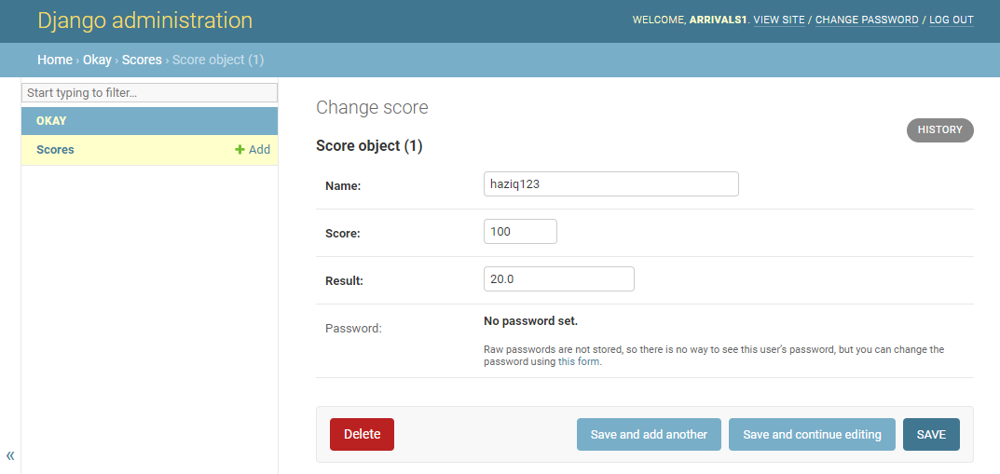 Django administration
WELCOME, ARRIVALS1. VIEW SITE / CHANGE PASSWORD / LOG OUT
Home › Okay › Scores › Score object (1)
Start typing to filter...
OKAY
Scores
+ Add
Change score
HISTORY
Score object (1)
Name: haziq123
Score: 100
Result: 20.0
Password: No password set.
Raw passwords are not stored, so there is no way to see this user's password, but you can change the
password using this form.
Delete
Save and add another
Save and continue editing
SAVE
«